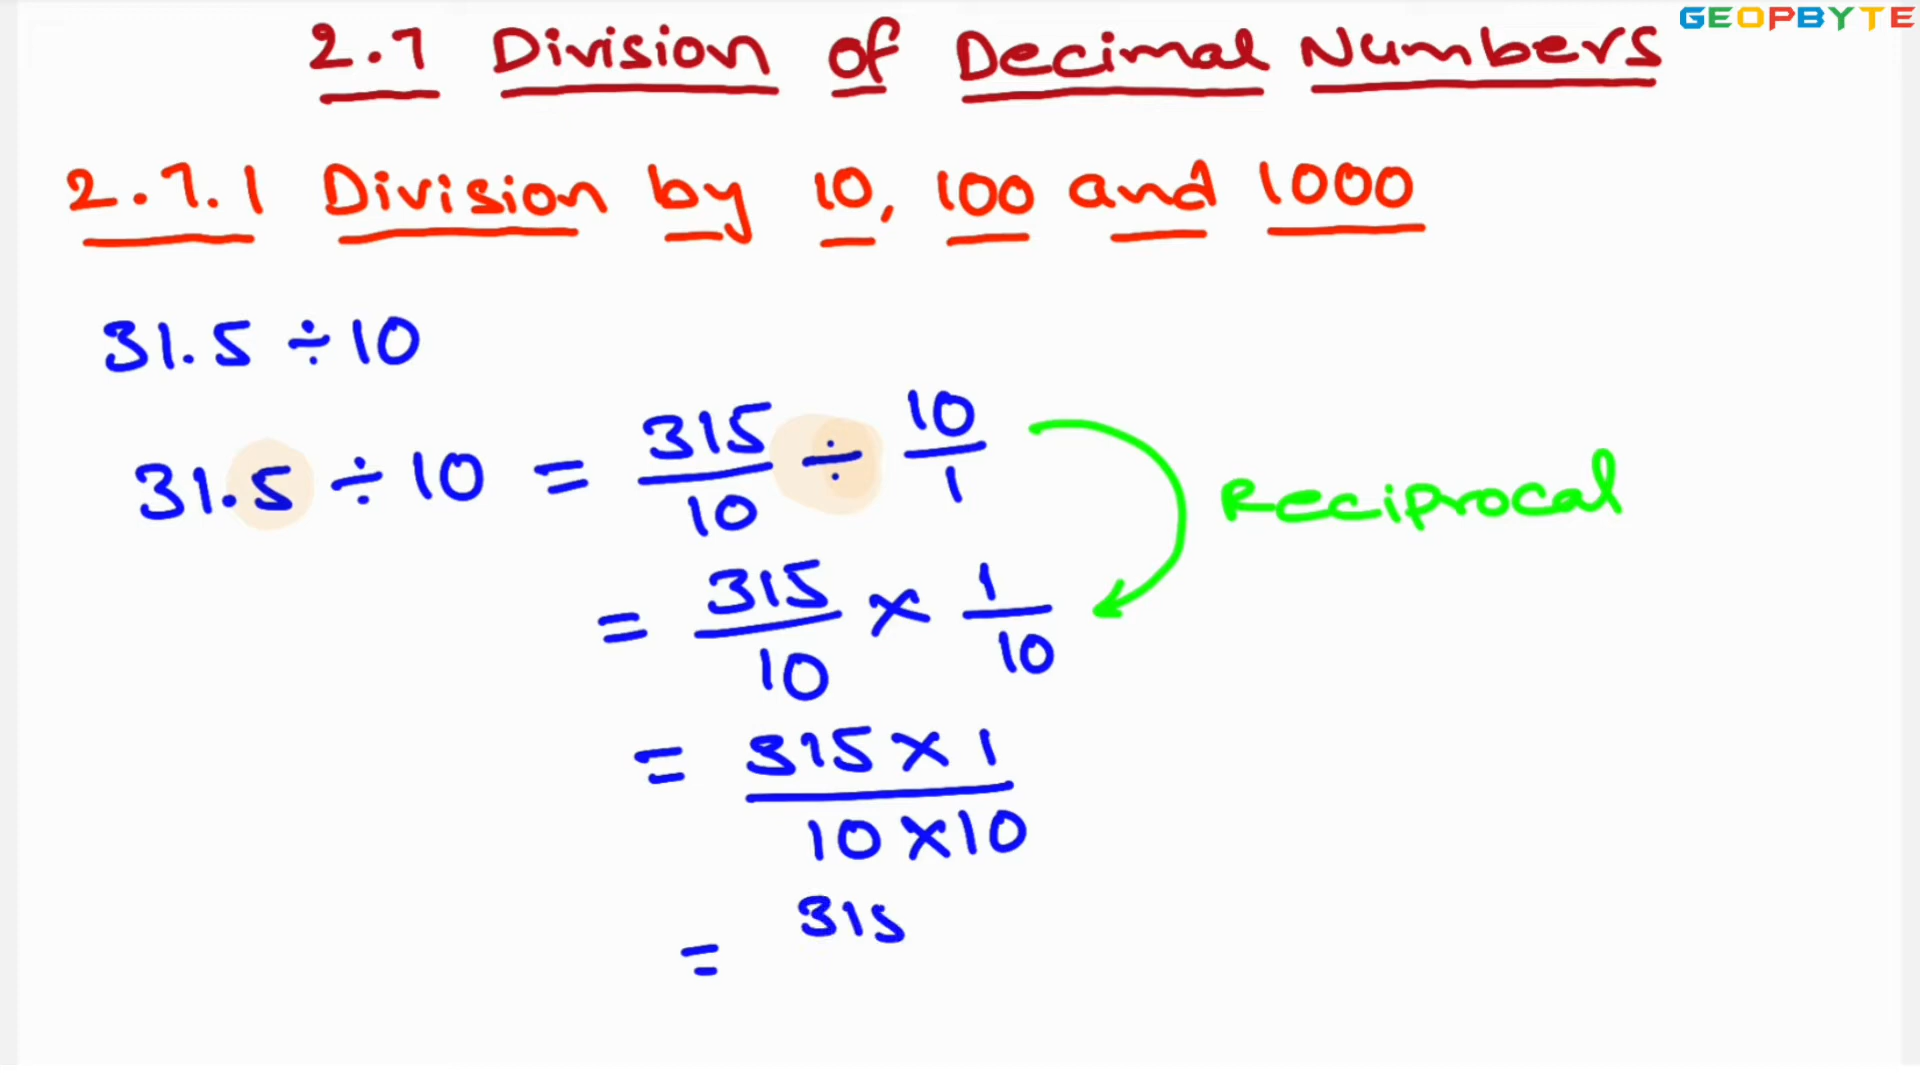 GEOPBYTE
2.7 Division of Decimal Numbers
2.7.1 Division by 10, 100 and 1000
31.5 ÷ 10
31.5 ÷ 10 = 315/10 ÷ 10/1
Reciprocal
= 315/10 × 1/10
= 315 × 1
10 × 10
= 315